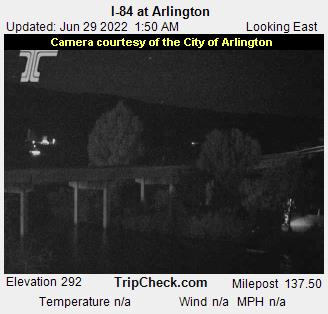 I-84 at Arlington
Updated: Jun 29 2022 1:50 AM Looking East
Camera courtesy of the City of Arlington
Elevation 292 TripCheck.com Milepost 137.50
Temperature n/a Wind n/a MPH n/a